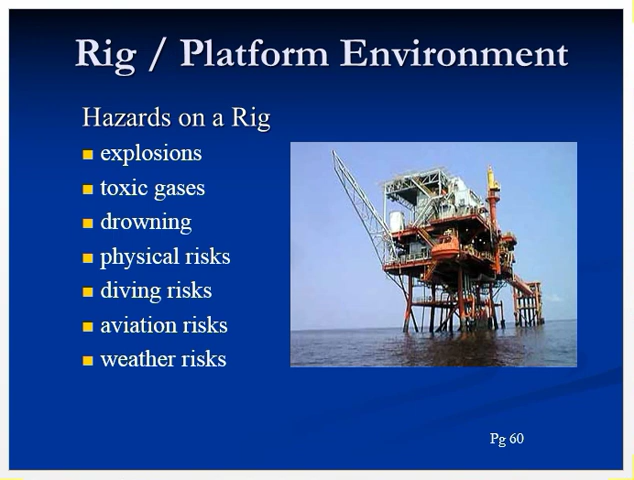 Rig / Platform Environment
Hazards on a Rig
explosions
toxic gases
drowning
physical risks
diving risks
aviation risks
weather risks
Pg 60